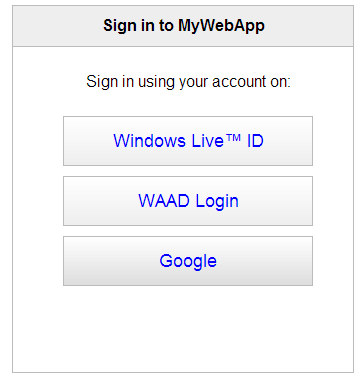 Sign in to MyWebApp
Sign in using your account on:
Windows Live™ ID
WAAD Login
Google